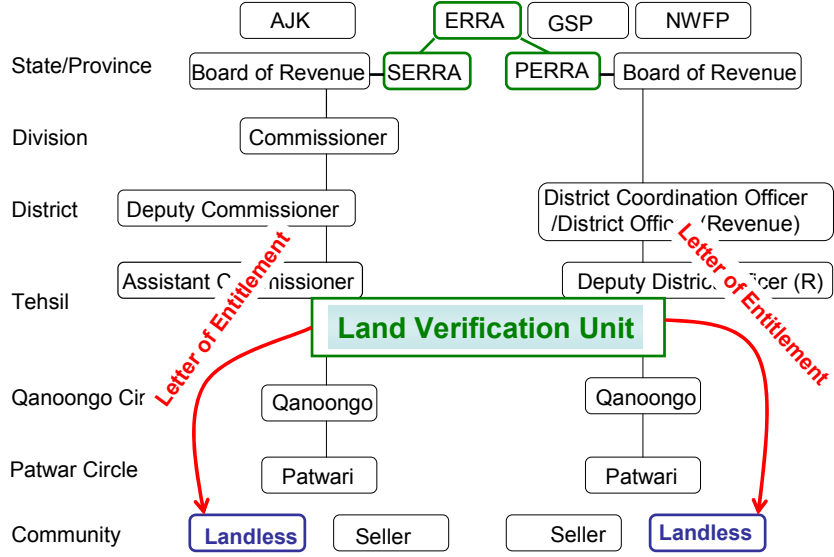 AJK
ERRA
GSP
NWFP
State/Province
Board of Revenue
SERRA
PERRA
Board of Revenue
Division
Commissioner
District
Deputy Commissioner
District Coordination Officer
/District Offic (Revenue)
Letter of Entitlement
Letter of Entitlement
Tehsil
Assistant C mmissioner
Deputy Distric fficer (R)
Land Verification Unit
Qanoongo Cir
Qanoongo
Qanoongo
Patwar Circle
Patwari
Patwari
Community
Landless
Seller
Seller
Landless